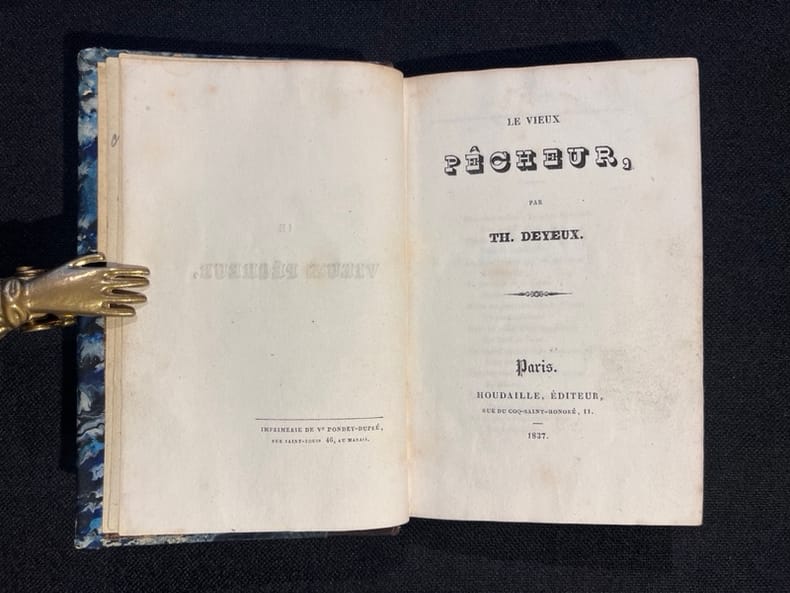 IMPRIMERIE DE Vᵉ DONDEY-DUPRÉ,
RUE SAINT-LOUIS 46, AU MARAIS.
LE VIEUX
PÊCHEUR,
PAR
TH. DEYEUX.
Paris.
HOUDAILLE, ÉDITEUR,
RUE DU COQ-SAINT-HONORÉ, 11.
1837.